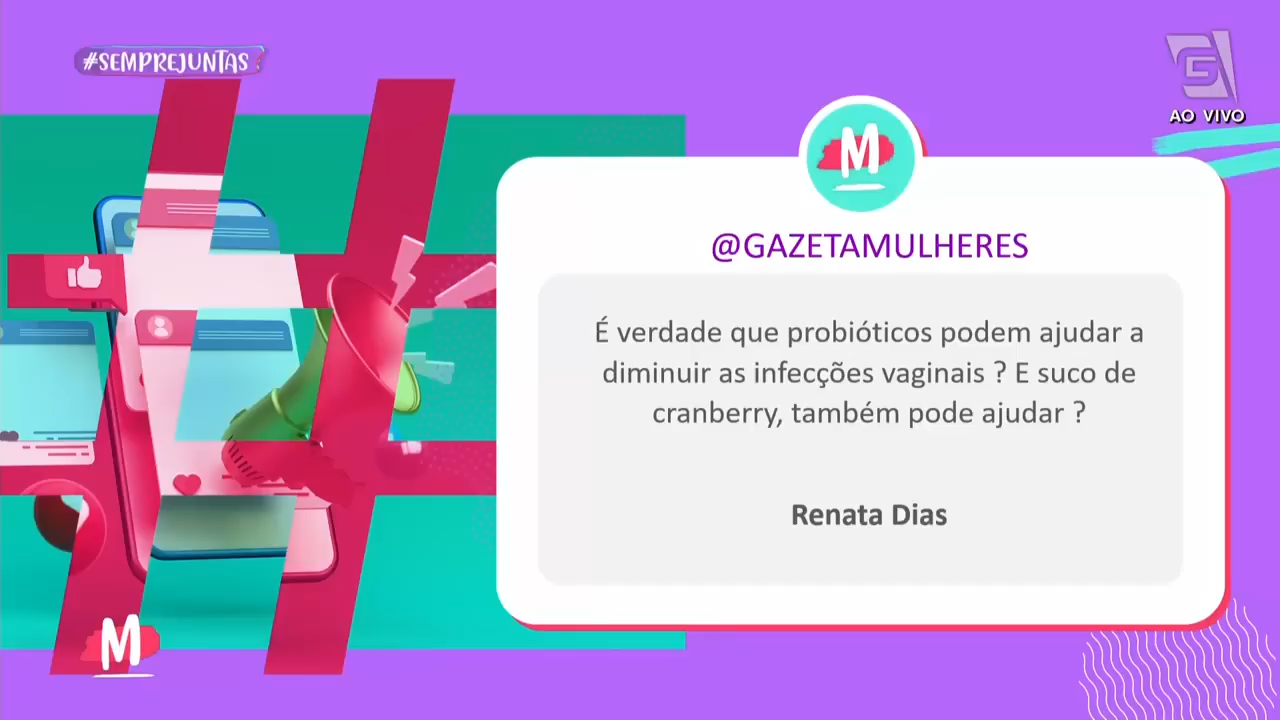 #SEMPREJUNTAS
G
AO VIVO
M
@GAZETAMULHERES
É verdade que probióticos podem ajudar a
diminuir as infecções vaginais ? E suco de
cranberry, também pode ajudar ?
Renata Dias
M